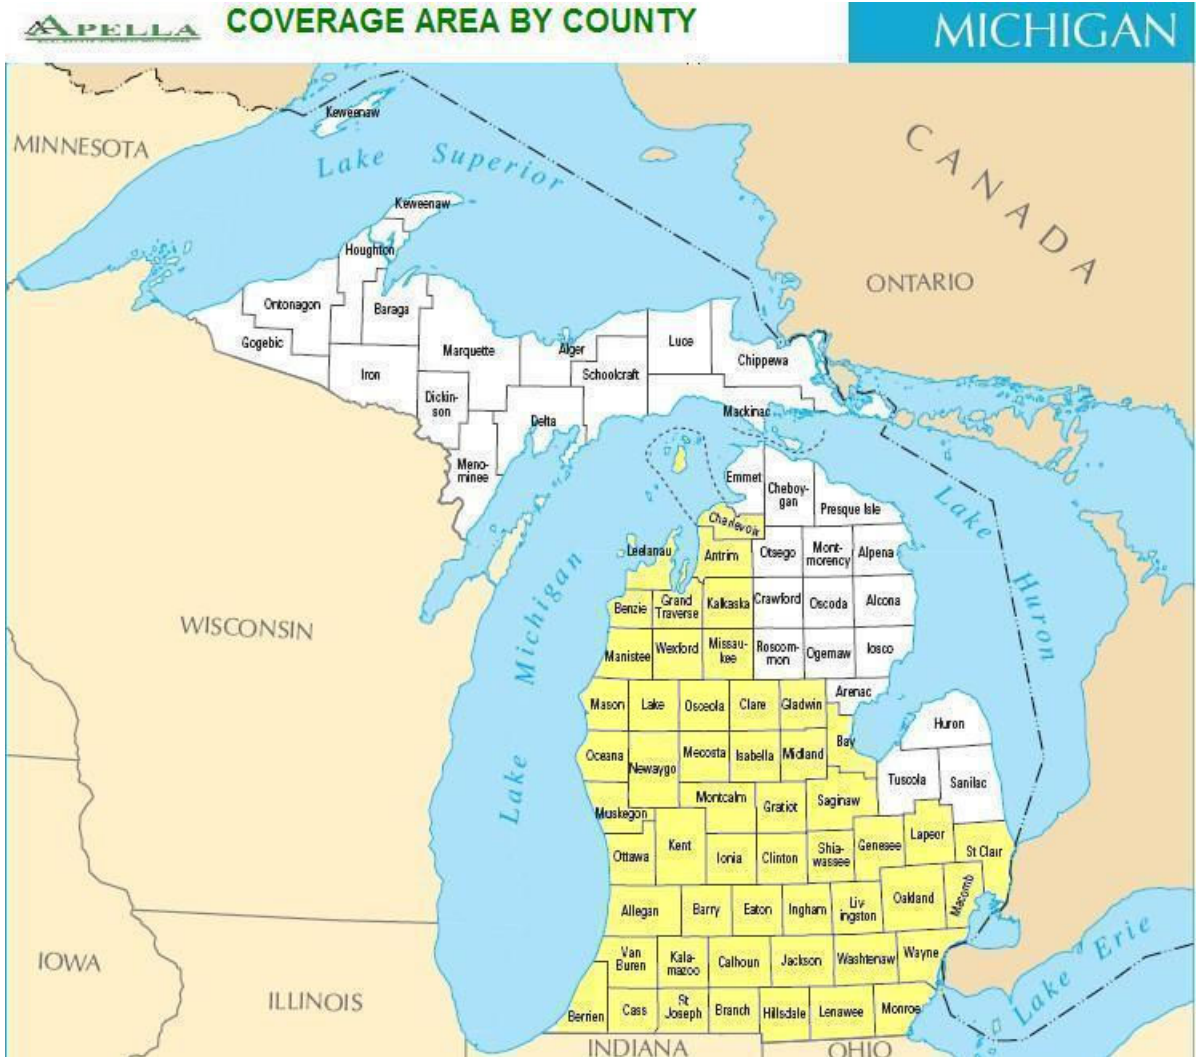 APELLA
COVERAGE AREA BY COUNTY
MICHIGAN
Keweenaw
MINNESOTA
Lake Superior
CANADA
Keweenaw
Houghton
ONTARIO
Ontonagon
Baraga
Gogebic
Marquette
Alger
Luce
Chippewa
Iron
Schoolcraft
Dickin-
son
Delta
Mackinac
Meno-
minee
Emmet
Cheboy-
gan
Presque Isle
Lake Huron
Charlevoix
Leelanau
Antrim
Otsego
Mont-
morency
Alpena
Lake Michigan
WISCONSIN
Benzie
Grand
Traverse
Kalkaska
Crawford
Oscoda
Alcona
Manistee
Wexford
Missau-
kee
Roscom-
mon
Ogemaw
Iosco
Arenac
Mason
Lake
Osceola
Clare
Gladwin
Huron
Bay
Oceana
Newaygo
Mecosta
Isabella
Midland
Tuscola
Sanilac
Muskegon
Montcalm
Gratiot
Saginaw
Ottawa
Kent
Ionia
Clinton
Shia-
wassee
Genesee
Lapeer
St Clair
Allegan
Barry
Eaton
Ingham
Liv-
ingston
Oakland
Macomb
Van
Buren
Kala-
mazoo
Calhoun
Jackson
Washtenaw
Wayne
Lake Erie
IOWA
ILLINOIS
Berrien
Cass
St
Joseph
Branch
Hillsdale
Lenawee
Monroe
INDIANA
OHIO